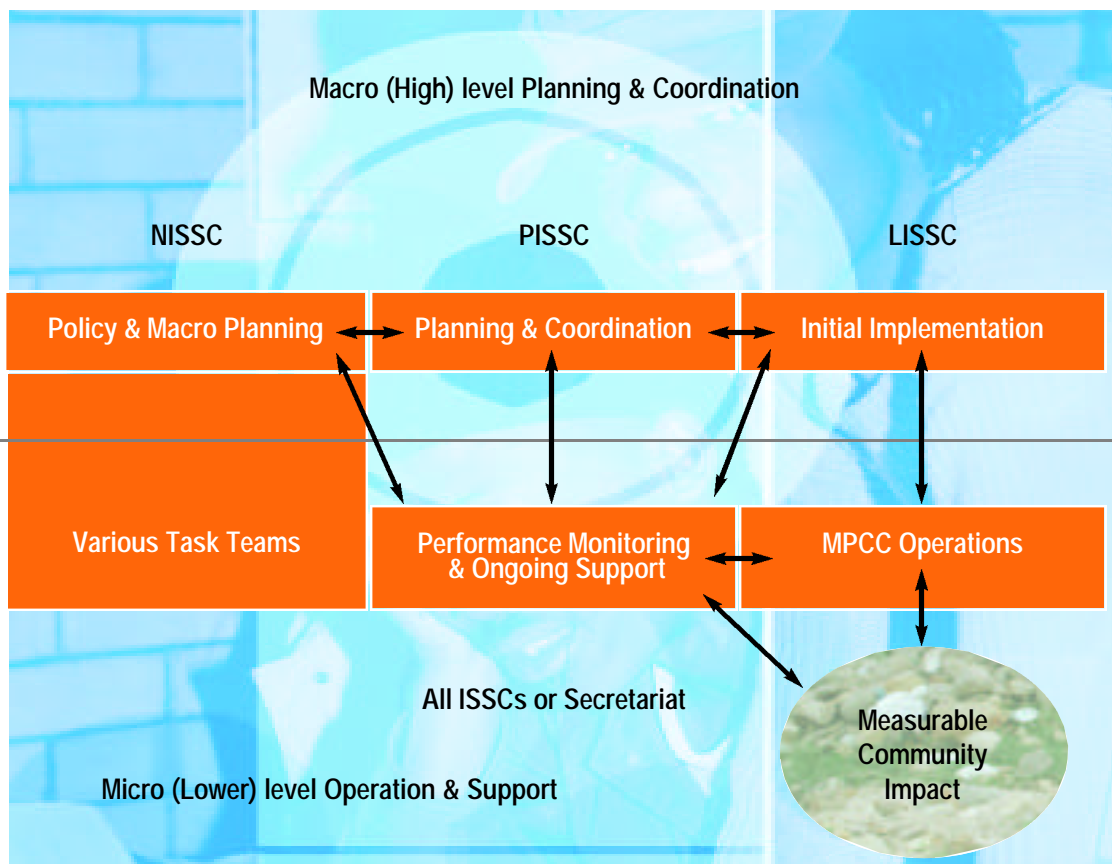 Macro (High) level Planning & Coordination
NISSC
PISSC
LISSC
Policy & Macro Planning
Planning & Coordination
Initial Implementation
Various Task Teams
Performance Monitoring
& Ongoing Support
MPCC Operations
All ISSCs or Secretariat
Measurable
Community
Impact
Micro (Lower) level Operation & Support